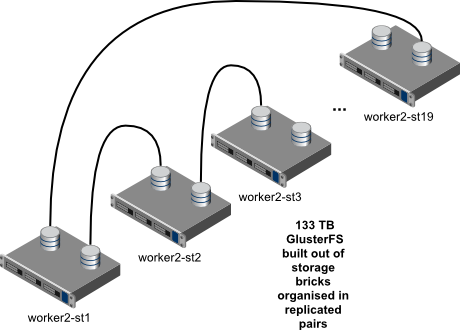 ...
worker2-st19
worker2-st3
worker2-st2
worker2-st1
133 TB
GlusterFS
built out of
storage
bricks
organised in
replicated
pairs